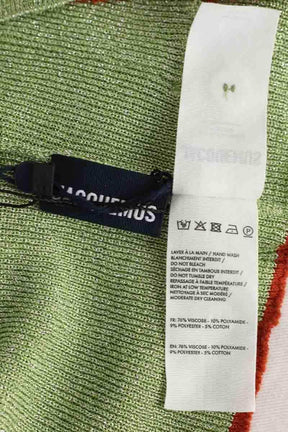 JACQUEMUS
JACQUEMUS
LAVER À LA MAIN / HAND WASH
BLANCHIMENT INTERDIT /
DO NOT BLEACH
SÉCHAGE EN TAMBOUR INTERDIT /
DO NOT TUMBLE DRY
REPASSAGE À FAIBLE TEMPÉRATURE /
IRON LOW TEMPERATURE
NETTOYAGE À SEC MODÉRÉ /
MODERATE DRY CLEANING
FR: 76% VISCOSE - 10% POLYAMIDE -
9% POLYESTER - 5% COTON
EN: 76% VISCOSE - 10% POLYAMIDE -
9% POLYESTER - 5% COTTON